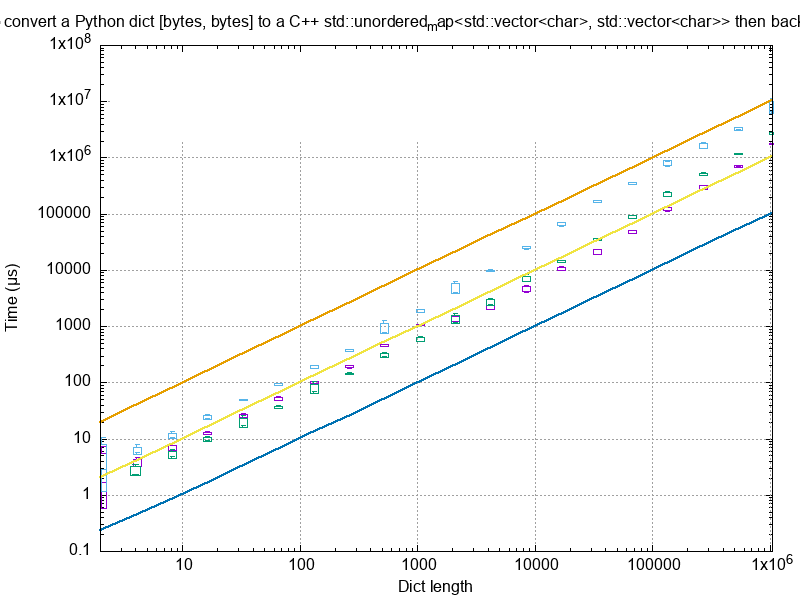 convert a Python dict [bytes, bytes] to a C++ std::unordered_map<std::vector<char>, std::vector<char>> then back
1x10^8
1x10^7
1x10^6
100000
10000
1000
100
10
1
0.1
Time (µs)
10 100 1000 10000 100000 1x10^6
Dict length